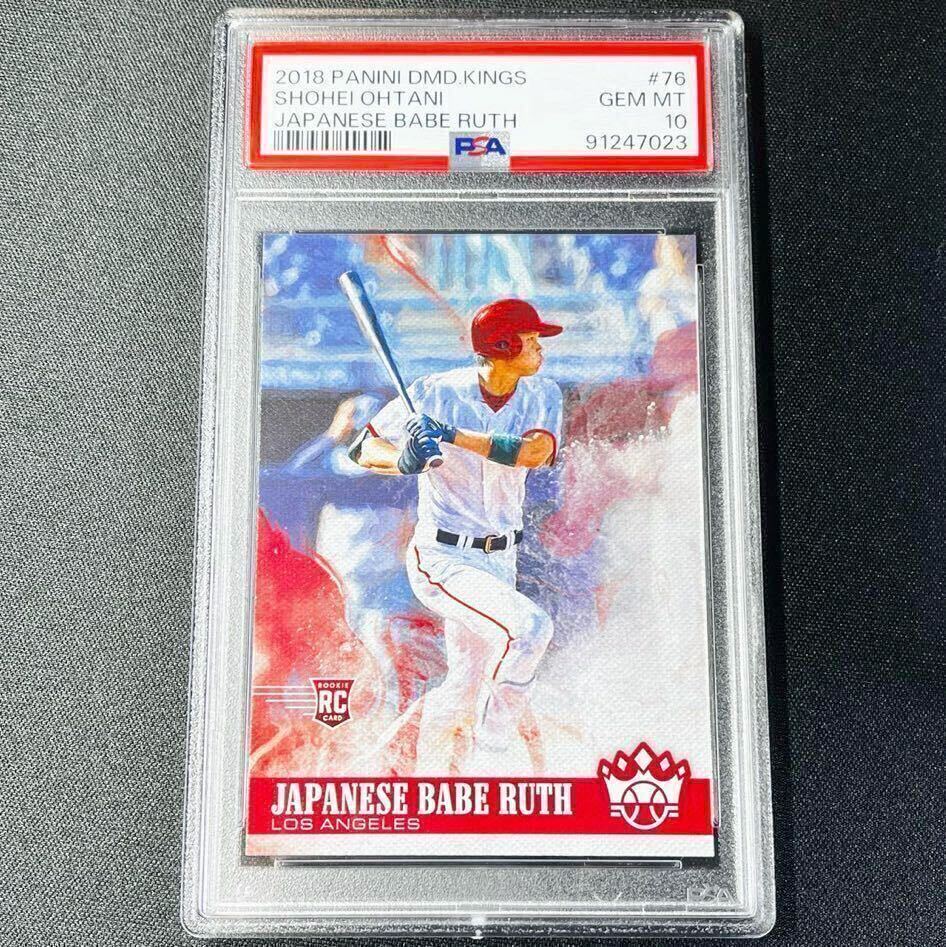 2018 PANINI DMD.KINGS #76
SHOHEI OHTANI GEM MT
JAPANESE BABE RUTH 10
PSA 91247023
ROOKIE
RC
CARD
JAPANESE BABE RUTH
LOS ANGELES
PSA